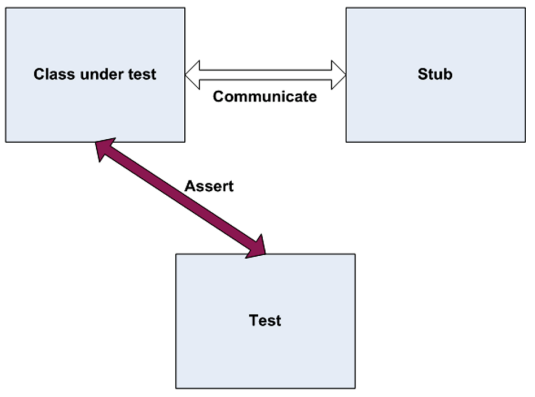 Class under test
Stub
Communicate
Assert
Test